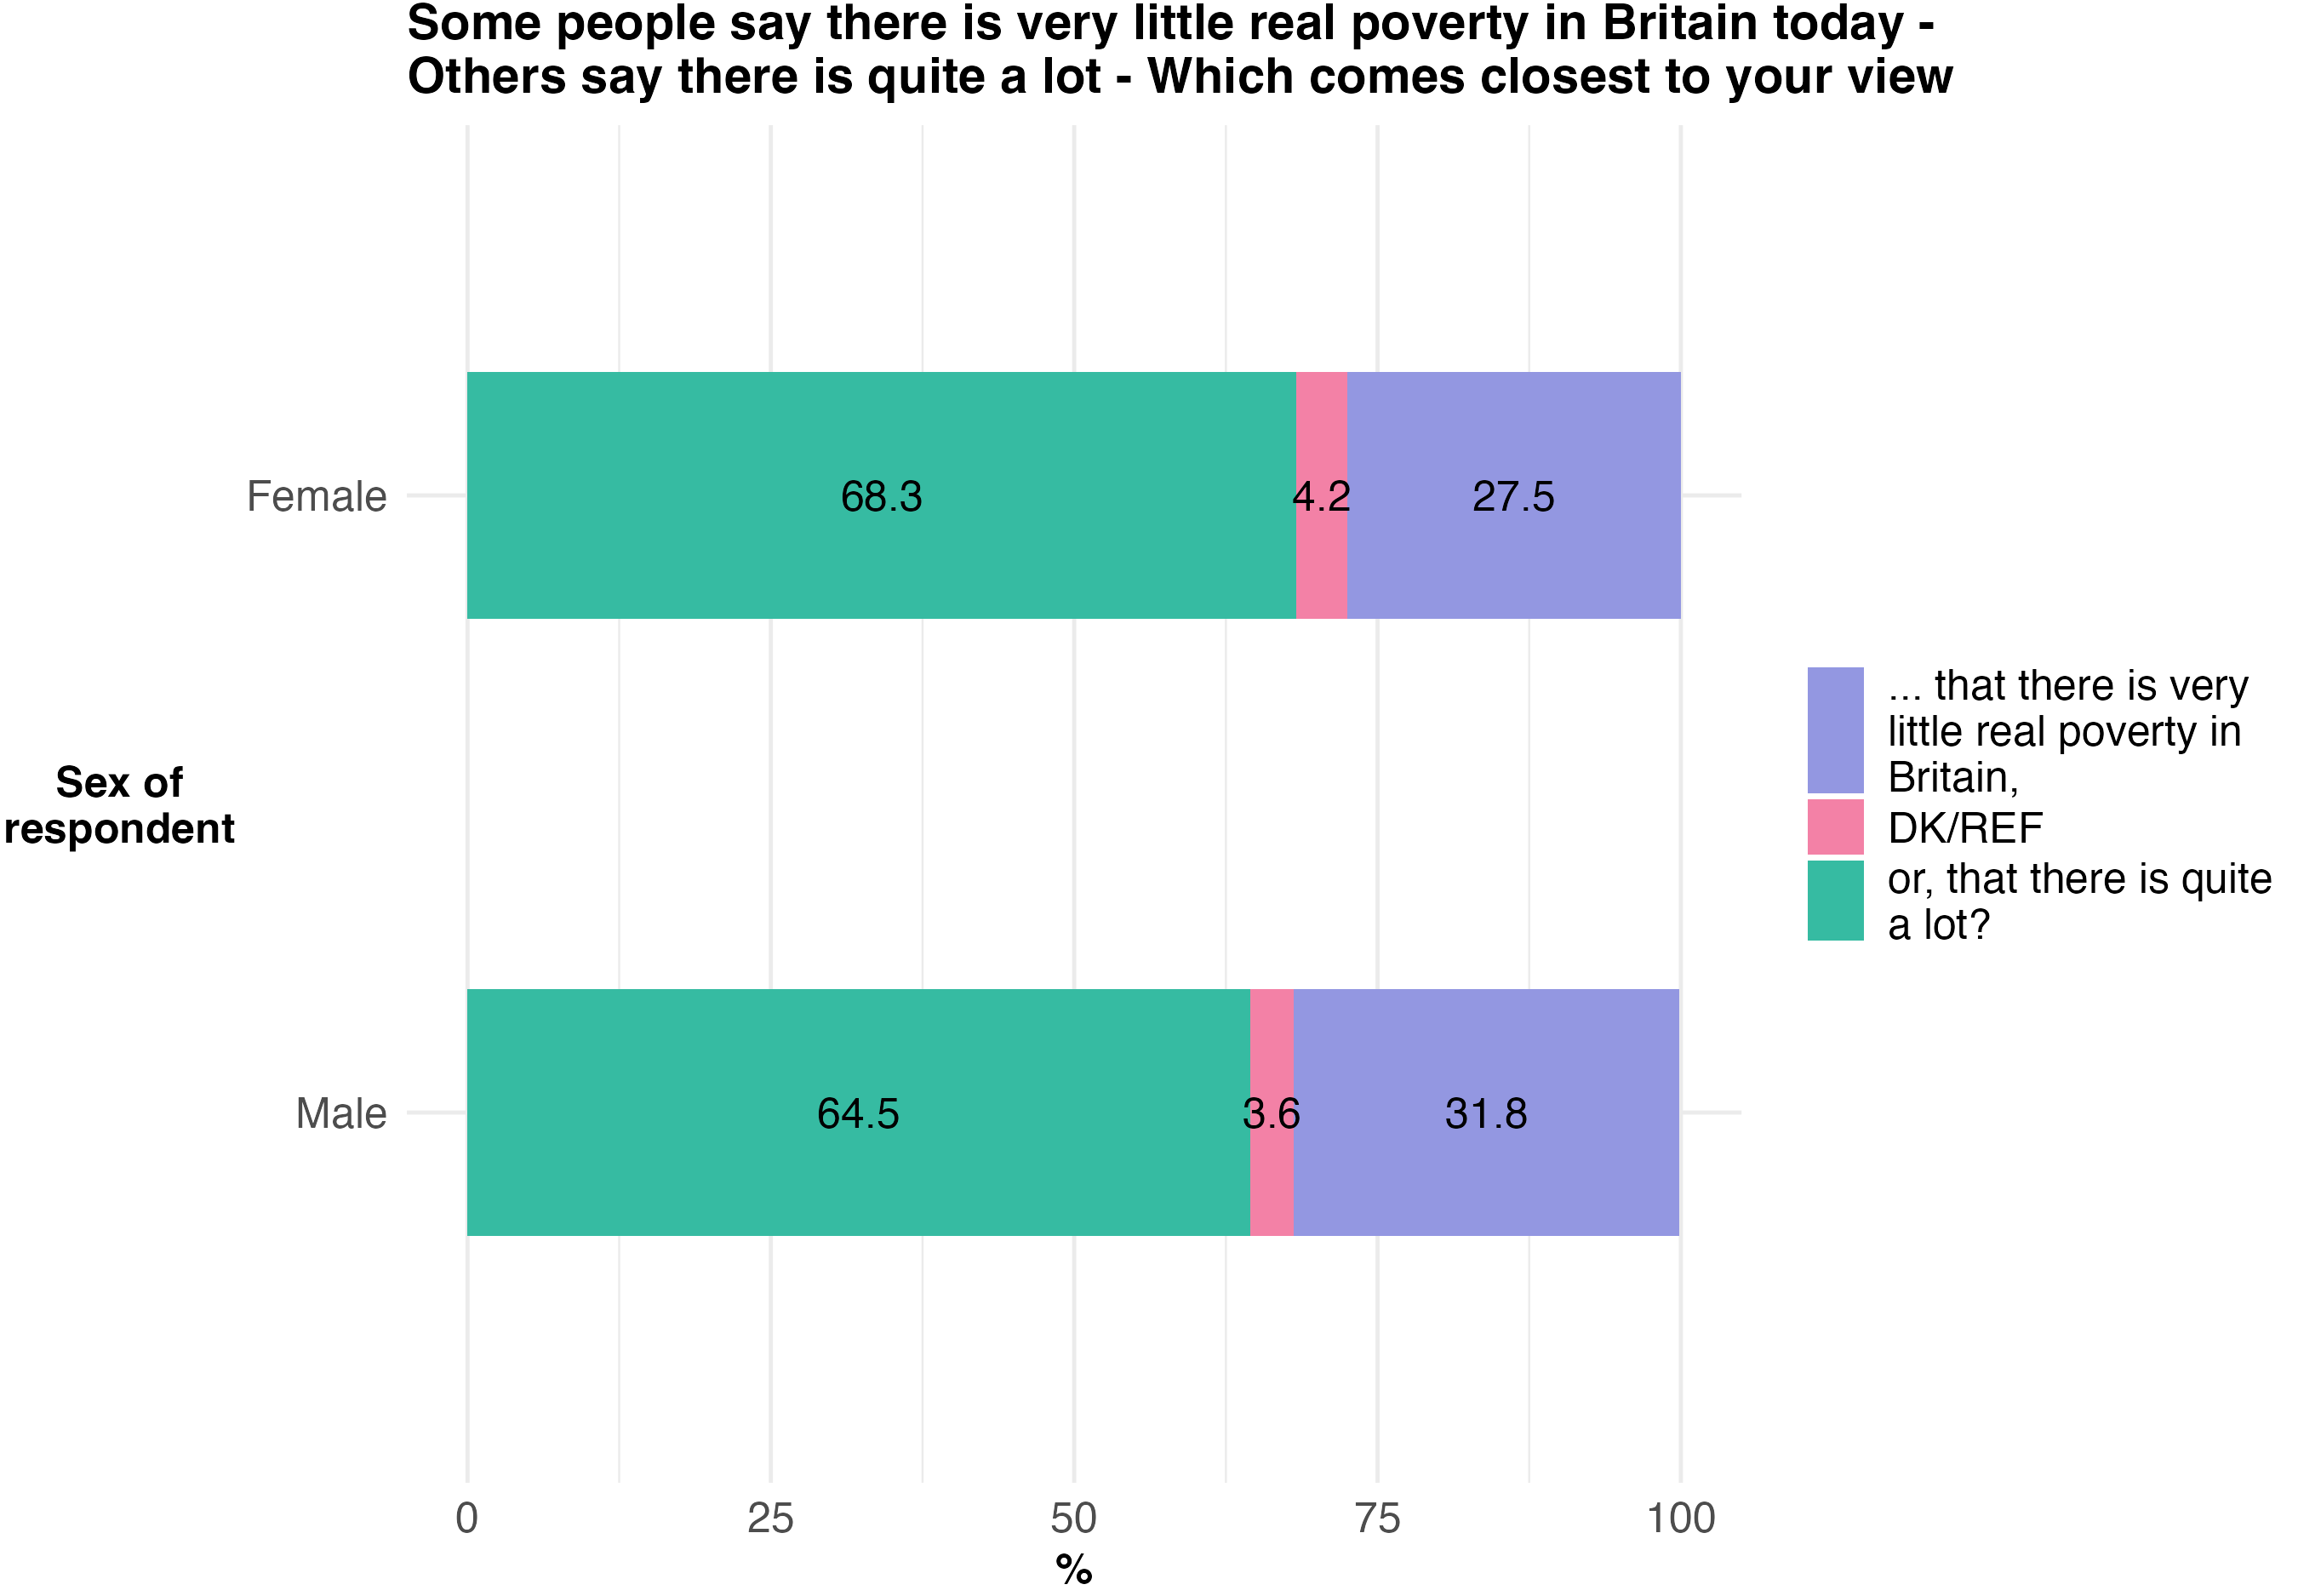 Some people say there is very little real poverty in Britain today -
Others say there is quite a lot - Which comes closest to your view
Female
68.3
4.2
27.5
Sex of
respondent
Male
64.5
3.6
31.8
... that there is very
little real poverty in
Britain,
DK/REF
or, that there is quite
a lot?
0
25
50
75
100
%